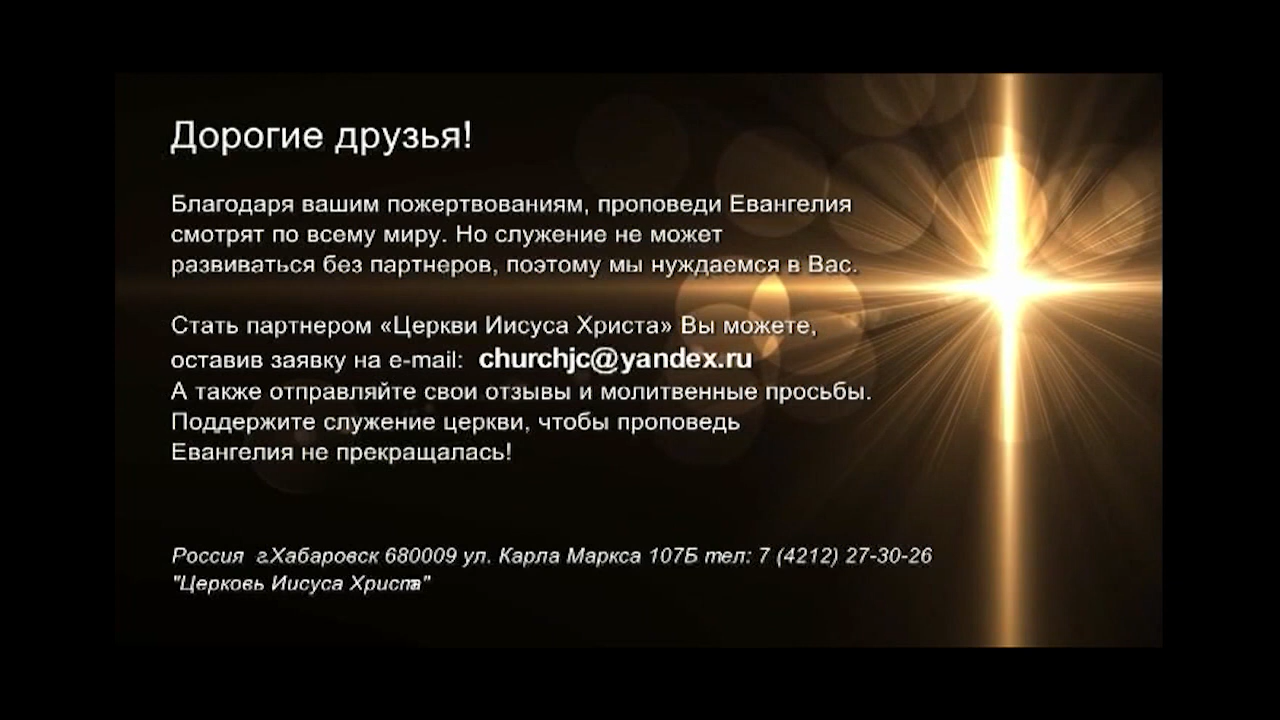 Дорогие друзья!
Благодаря вашим пожертвованиям, проповеди Евангелия
смотрят по всему миру. Но служение не может
развиваться без партнеров, поэтому мы нуждаемся в Вас.
Стать партнером «Церкви Иисуса Христа» Вы можете,
оставив заявку на e-mail: churchjc@yandex.ru
А также отправляйте свои отзывы и молитвенные просьбы.
Поддержите служение церкви, чтобы проповедь
Евангелия не прекращалась!
Россия г.Хабаровск 680009 ул. Карла Маркса 107Б тел: 7 (4212) 27-30-26
"Церковь Иисуса Христа"